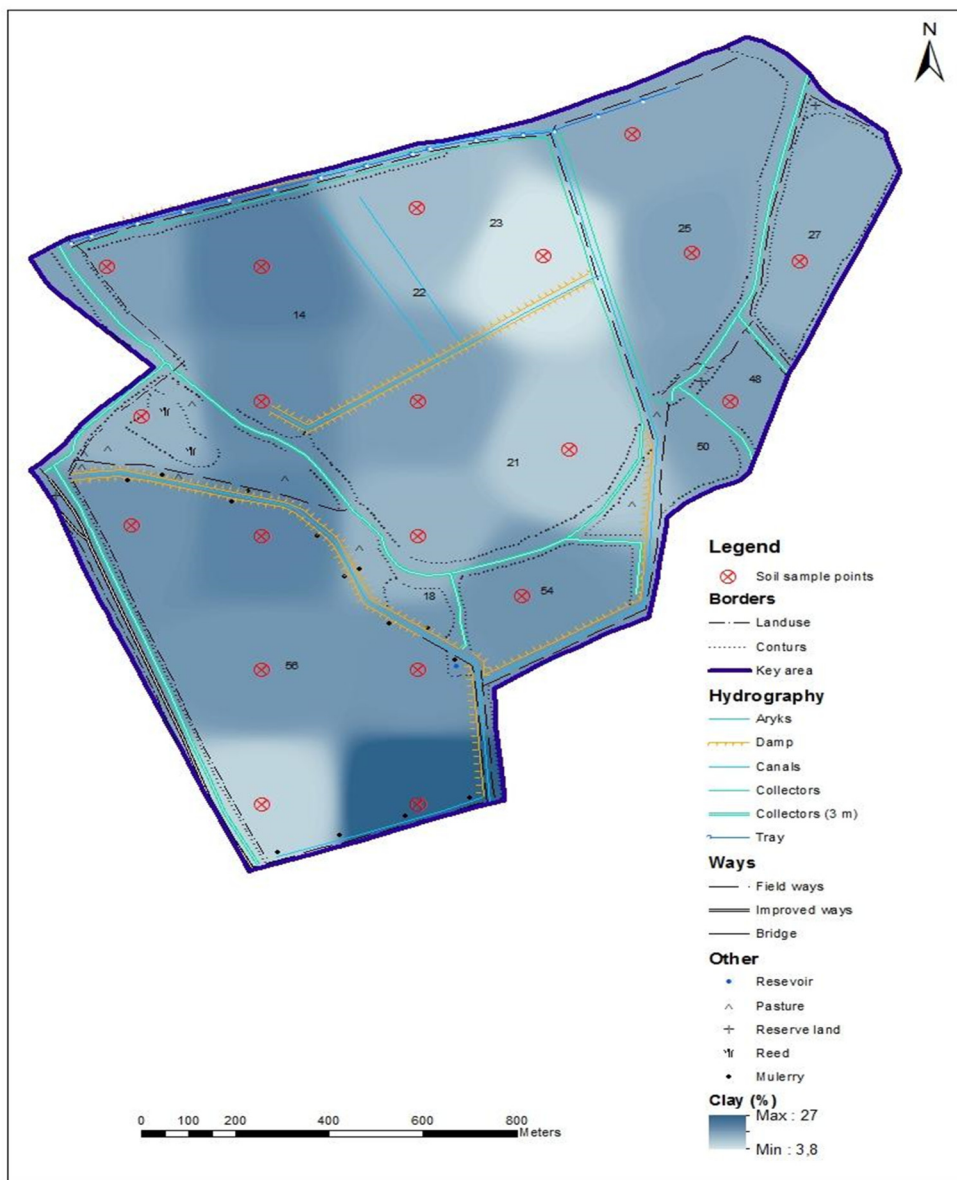 N
23
25
27
22
14
48
21
50
18
54
56
Legend
Soil sample points
Borders
Landuse
Conturs
Key area
Hydrography
Aryks
Damp
Canals
Collectors
Collectors (3 m)
Tray
Ways
Field ways
Improved ways
Bridge
Other
Resevoir
Pasture
Reserve land
Reed
Mulerry
Clay (%)
Max : 27
Min : 3,8
0 100 200 400 600 800
Meters